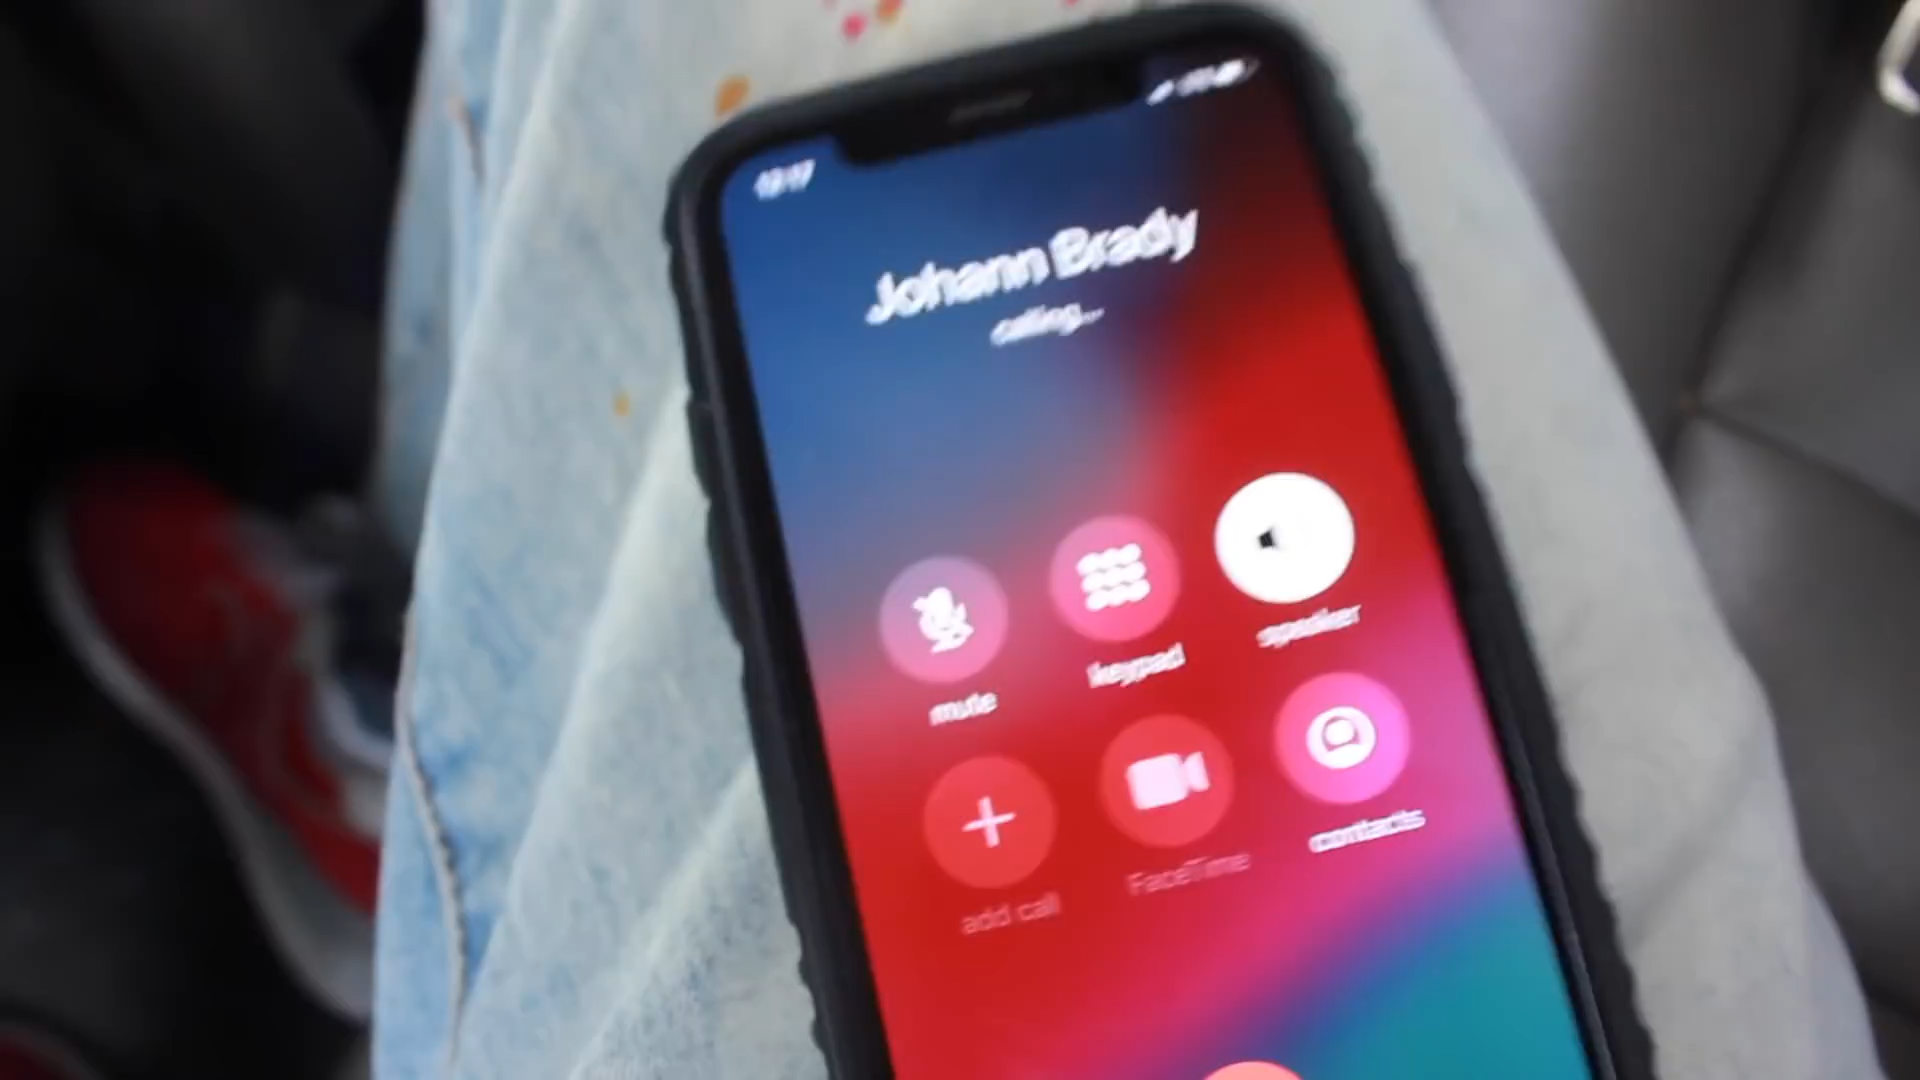 Johann Brady
calling...
mute
keypad
speaker
add call
FaceTime
contacts